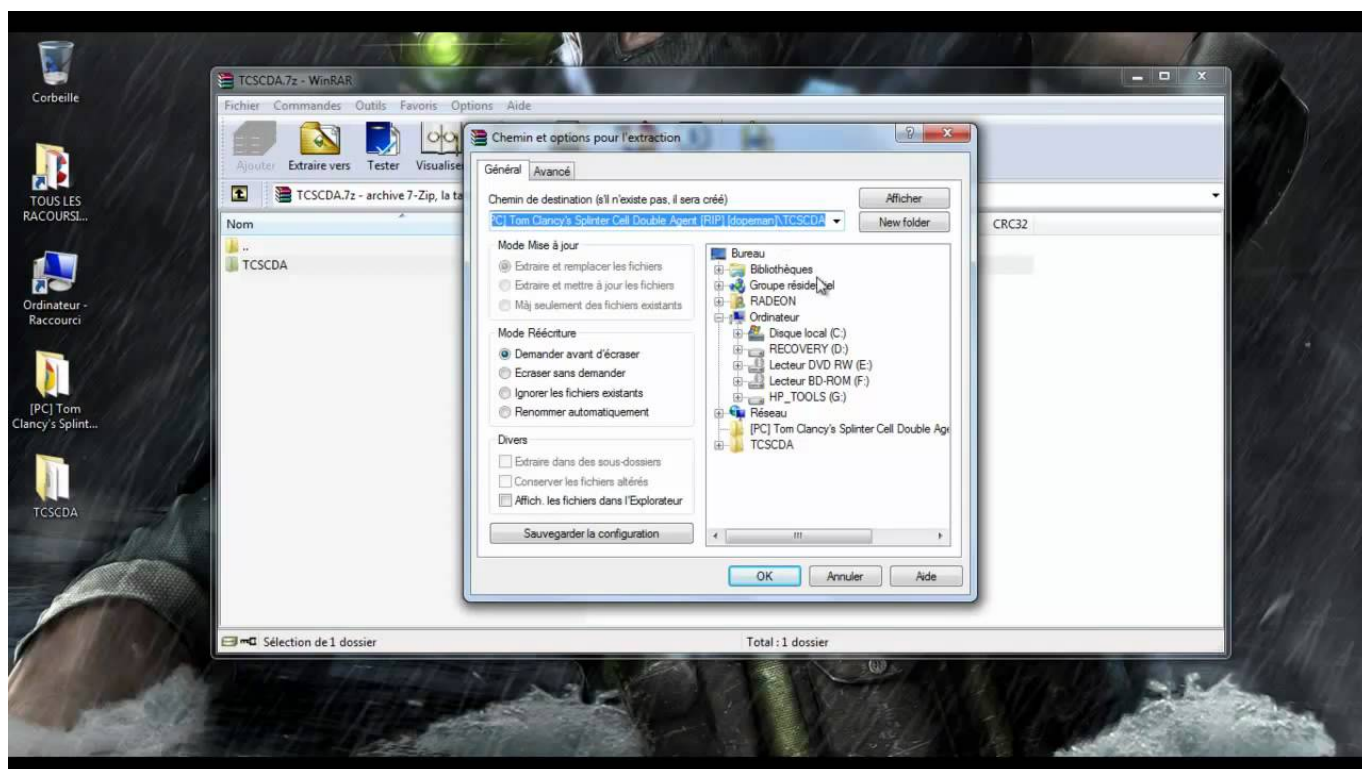 Corbeille
TOUS LES
RACOURSI...
Ordinateur -
Raccourci
[PC] Tom
Clancy's Splint...
TCSCDA
TCSCDA.7z - WinRAR
Fichier Commandes Outils Favoris Options Aide
Ajouter Extraire vers Tester Visualise
TCSCDA.7z - archive 7-Zip, la ta
Nom
CRC32
..
TCSCDA
Chemin et options pour l'extraction
Général Avancé
Chemin de destination (s'il n'existe pas, il sera créé)
Afficher
PC] Tom Clancy's Splinter Cell Double Agent [RIP] [dopeman]\TCSCDA
New folder
Mode Mise à jour
Extraire et remplacer les fichiers
Extraire et mettre à jour les fichiers
Màj seulement des fichiers existants
Mode Réécriture
Demander avant d'écraser
Ecraser sans demander
Ignorer les fichiers existants
Renommer automatiquement
Divers
Extraire dans des sous-dossiers
Conserver les fichiers altérés
Affich. les fichiers dans l'Explorateur
Sauvegarder la configuration
Bureau
Bibliothèques
Groupe
RADEON
Ordinateur
Disque local (C:)
RECOVERY (D:)
Lecteur DVD RW (E:)
Lecteur BD-ROM (F:)
HP_TOOLS (G:)
Réseau
[PC] Tom Clancy's Splinter Cell Double Age
TCSCDA
OK Annuler Aide
Sélection de 1 dossier
Total : 1 dossier